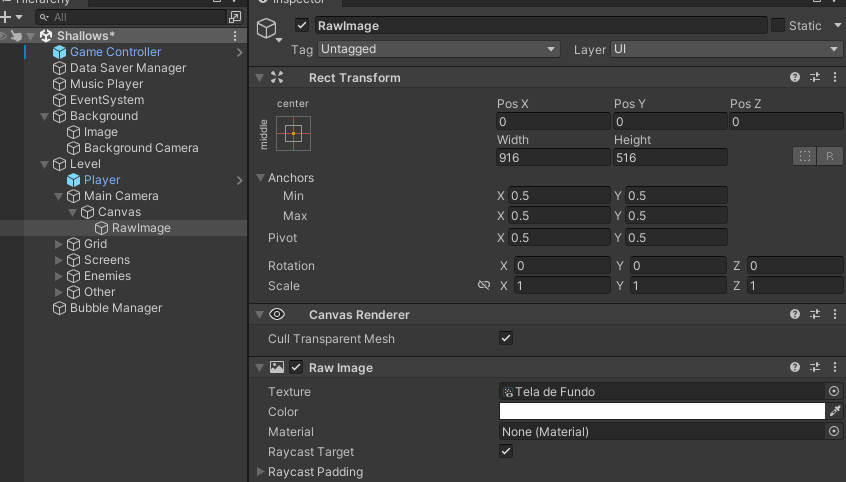 Hierarchy
Inspector
All
Shallows*
Game Controller
Data Saver Manager
Music Player
EventSystem
Background
Image
Background Camera
Level
Player
Main Camera
Canvas
RawImage
Grid
Screens
Enemies
Other
Bubble Manager
RawImage
Static
Tag Untagged Layer UI
Rect Transform
center
middle
Pos X Pos Y Pos Z
0 0 0
Width Height
916 516
R
Anchors
Min X 0.5 Y 0.5
Max X 0.5 Y 0.5
Pivot X 0.5 Y 0.5
Rotation X 0 Y 0 Z 0
Scale X 1 Y 1 Z 1
Canvas Renderer
Cull Transparent Mesh
Raw Image
Texture Tela de Fundo
Color
Material None (Material)
Raycast Target
Raycast Padding